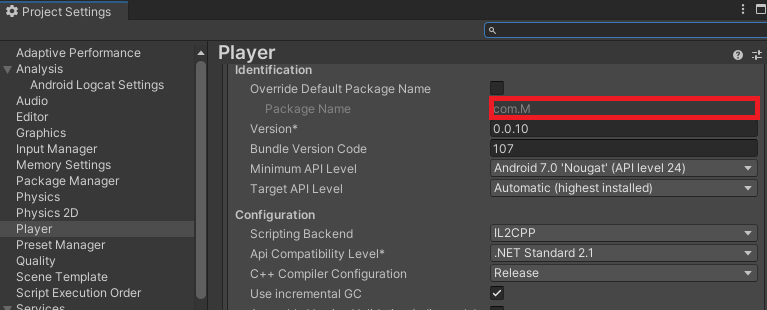 Project Settings
Player
Adaptive Performance
Analysis
Android Logcat Settings
Audio
Editor
Graphics
Input Manager
Memory Settings
Package Manager
Physics
Physics 2D
Player
Preset Manager
Quality
Scene Template
Script Execution Order
Services
Identification
Override Default Package Name
Package Name com.M
Version* 0.0.10
Bundle Version Code 107
Minimum API Level Android 7.0 'Nougat' (API level 24)
Target API Level Automatic (highest installed)
Configuration
Scripting Backend IL2CPP
Api Compatibility Level* .NET Standard 2.1
C++ Compiler Configuration Release
Use incremental GC